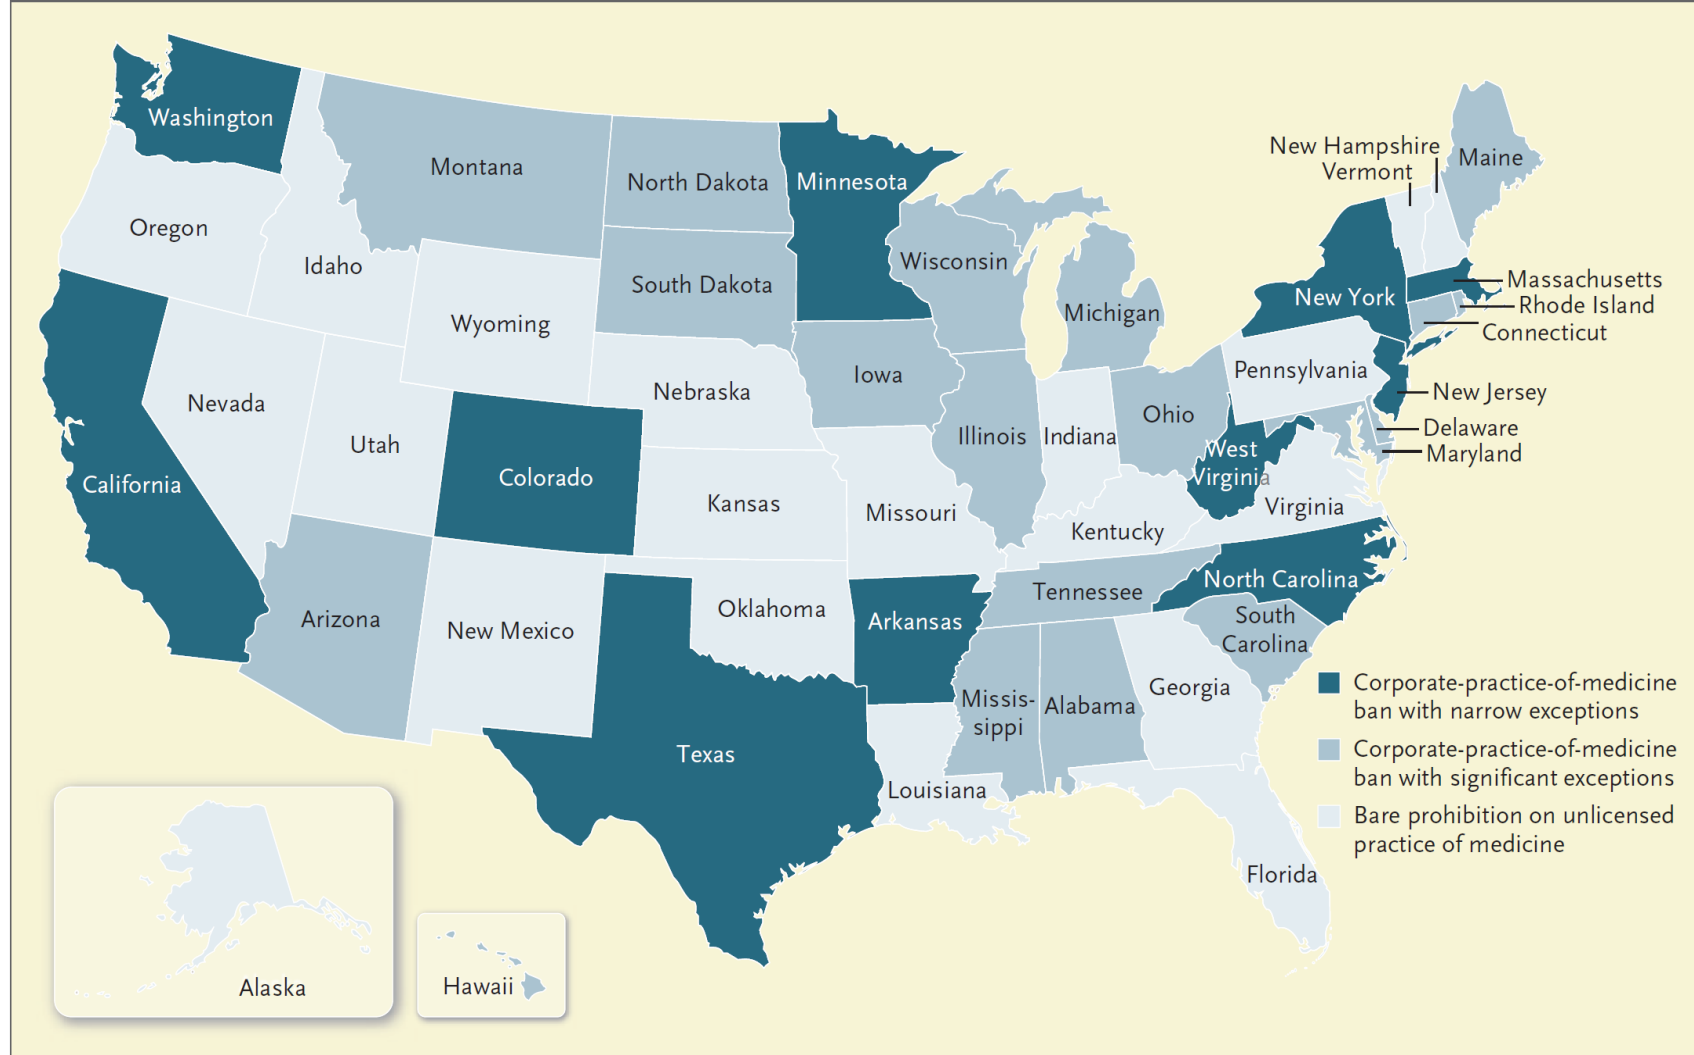 Washington
Montana
North Dakota
Minnesota
New Hampshire
Vermont
Maine
Oregon
Idaho
Wisconsin
South Dakota
Massachusetts
New York
Rhode Island
Michigan
Wyoming
Connecticut
Iowa
Pennsylvania
Nebraska
New Jersey
Nevada
Ohio
Delaware
Utah
Illinois
Indiana
West
Virginia
Maryland
California
Colorado
Kansas
Missouri
Virginia
Kentucky
North Carolina
Tennessee
Arizona
New Mexico
Oklahoma
Arkansas
South
Carolina
Georgia
Missis-
sippi
Alabama
Texas
Louisiana
Florida
Alaska
Hawaii
Corporate-practice-of-medicine
ban with narrow exceptions
Corporate-practice-of-medicine
ban with significant exceptions
Bare prohibition on unlicensed
practice of medicine